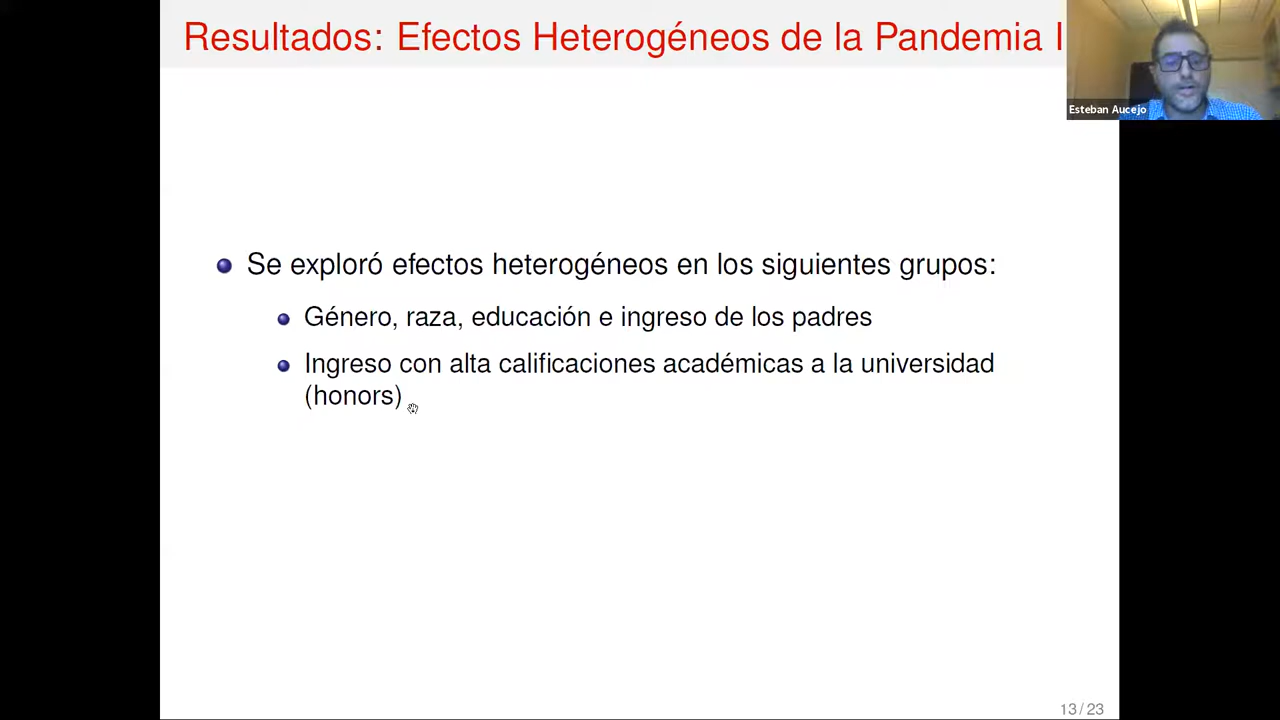 Resultados: Efectos Heterogéneos de la Pandemia I
Esteban Aucejo
Se exploró efectos heterogéneos en los siguientes grupos:
Género, raza, educación e ingreso de los padres
Ingreso con alta calificaciones académicas a la universidad
(honors)
13/23